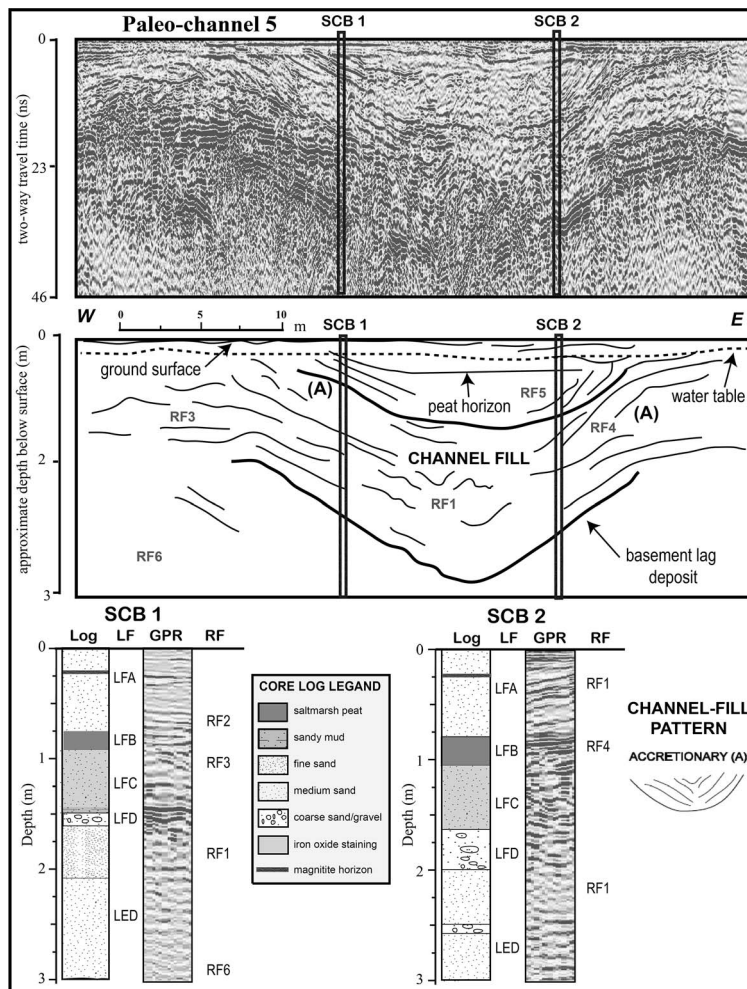 Paleo-channel 5
SCB 1
SCB 2
0
23
46
two-way travel time (ns)
W
0
5
10
m
SCB 1
SCB 2
E
0
2
3
approximate depth below surface (m)
ground surface
(A)
peat horizon
RF5
(A)
water table
RF3
RF4
CHANNEL FILL
RF1
RF6
basement lag
deposit
SCB 1
Log LF GPR RF
0
1
2
3
Depth (m)
LFA
LFB
LFC
LFD
LED
RF2
RF3
RF1
RF6
CORE LOG LEGAND
saltmarsh peat
sandy mud
fine sand
medium sand
coarse sand/gravel
iron oxide staining
magnitite horizon
SCB 2
Log LF GPR RF
0
1
2
3
Depth (m)
LFA
LFB
LFC
LFD
LED
RF1
RF4
RF1
CHANNEL-FILL
PATTERN
ACCRETIONARY (A)